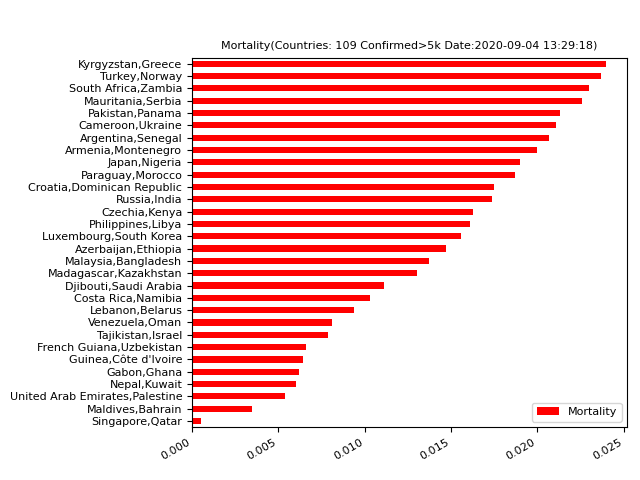 Mortality(Countries: 109 Confirmed>5k Date:2020-09-04 13:29:18)
Kyrgyzstan,Greece
Turkey,Norway
South Africa,Zambia
Mauritania,Serbia
Pakistan,Panama
Cameroon,Ukraine
Argentina,Senegal
Armenia,Montenegro
Japan,Nigeria
Paraguay,Morocco
Croatia,Dominican Republic
Russia,India
Czechia,Kenya
Philippines,Libya
Luxembourg,South Korea
Azerbaijan,Ethiopia
Malaysia,Bangladesh
Madagascar,Kazakhstan
Djibouti,Saudi Arabia
Costa Rica,Namibia
Lebanon,Belarus
Venezuela,Oman
Tajikistan,Israel
French Guiana,Uzbekistan
Guinea,Côte d'Ivoire
Gabon,Ghana
Nepal,Kuwait
United Arab Emirates,Palestine
Maldives,Bahrain
Singapore,Qatar
Mortality
0.000 0.005 0.010 0.015 0.020 0.025